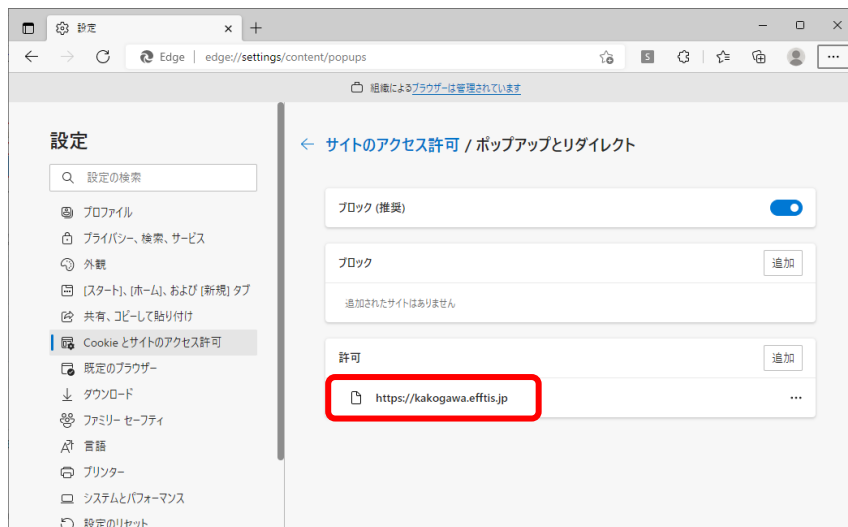 設定
Edge | edge://settings/content/popups
組織によるブラウザーは管理されています
設定
設定の検索
プロファイル
プライバシー、検索、サービス
外観
[スタート]、[ホーム]、および [新規] タブ
共有、コピーして貼り付け
Cookie とサイトのアクセス許可
既定のブラウザー
ダウンロード
ファミリー セーフティ
言語
プリンター
システムとパフォーマンス
設定のリセット
サイトのアクセス許可 / ポップアップとリダイレクト
ブロック (推奨)
ブロック
追加
追加されたサイトはありません
許可
追加
https://kakogawa.efftis.jp